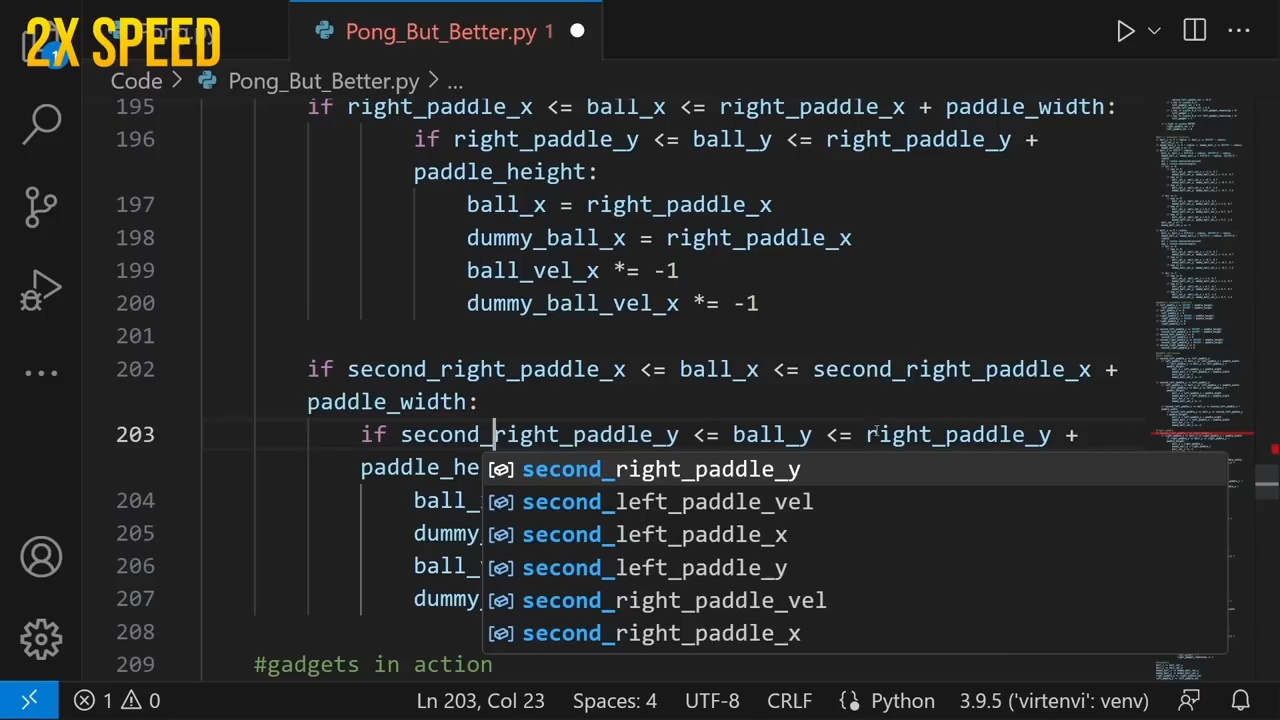 2X SPEED
Pong_But_Better.py 1
Code > Pong_But_Better.py > ...
195 if right_paddle_x <= ball_x <= right_paddle_x + paddle_width:
196 if right_paddle_y <= ball_y <= right_paddle_y +
paddle_height:
197 ball_x = right_paddle_x
198 dummy_ball_x = right_paddle_x
199 ball_vel_x *= -1
200 dummy_ball_vel_x *= -1
201
202 if second_right_paddle_x <= ball_x <= second_right_paddle_x +
paddle_width:
203 if second_right_paddle_y <= ball_y <= right_paddle_y +
paddle_he
second_right_paddle_y
204 ball_
second_left_paddle_vel
205 dummy_
second_left_paddle_x
206 ball_v
second_left_paddle_y
207 dummy_
second_right_paddle_vel
208
second_right_paddle_x
209 #gadgets in action
1 0 Ln 203, Col 23 Spaces: 4 UTF-8 CRLF {} Python 3.9.5 ('virtenvi': venv)